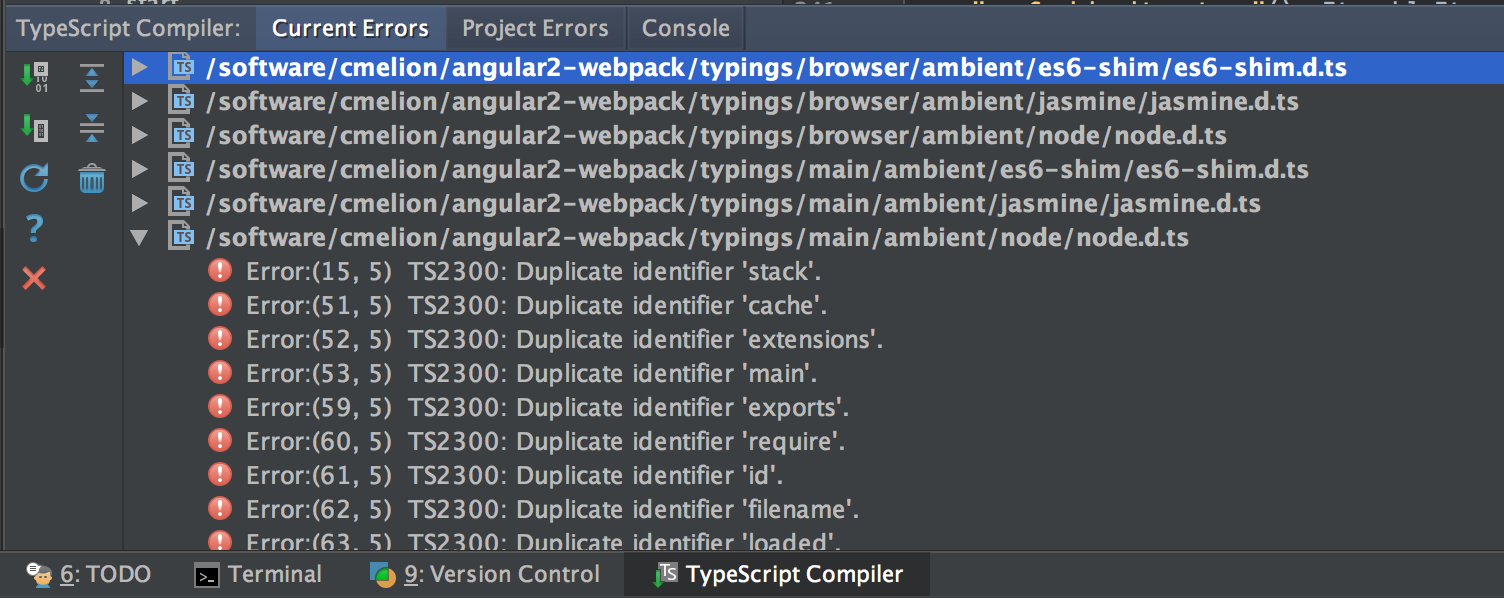 start
TypeScript Compiler: Current Errors Project Errors Console
/software/cmelion/angular2-webpack/typings/browser/ambient/es6-shim/es6-shim.d.ts
/software/cmelion/angular2-webpack/typings/browser/ambient/jasmine/jasmine.d.ts
/software/cmelion/angular2-webpack/typings/browser/ambient/node/node.d.ts
/software/cmelion/angular2-webpack/typings/main/ambient/es6-shim/es6-shim.d.ts
/software/cmelion/angular2-webpack/typings/main/ambient/jasmine/jasmine.d.ts
/software/cmelion/angular2-webpack/typings/main/ambient/node/node.d.ts
Error:(15, 5) TS2300: Duplicate identifier 'stack'.
Error:(51, 5) TS2300: Duplicate identifier 'cache'.
Error:(52, 5) TS2300: Duplicate identifier 'extensions'.
Error:(53, 5) TS2300: Duplicate identifier 'main'.
Error:(59, 5) TS2300: Duplicate identifier 'exports'.
Error:(60, 5) TS2300: Duplicate identifier 'require'.
Error:(61, 5) TS2300: Duplicate identifier 'id'.
Error:(62, 5) TS2300: Duplicate identifier 'filename'.
Error:(63, 5) TS2300: Duplicate identifier 'loaded'.
6: TODO Terminal 9: Version Control TypeScript Compiler